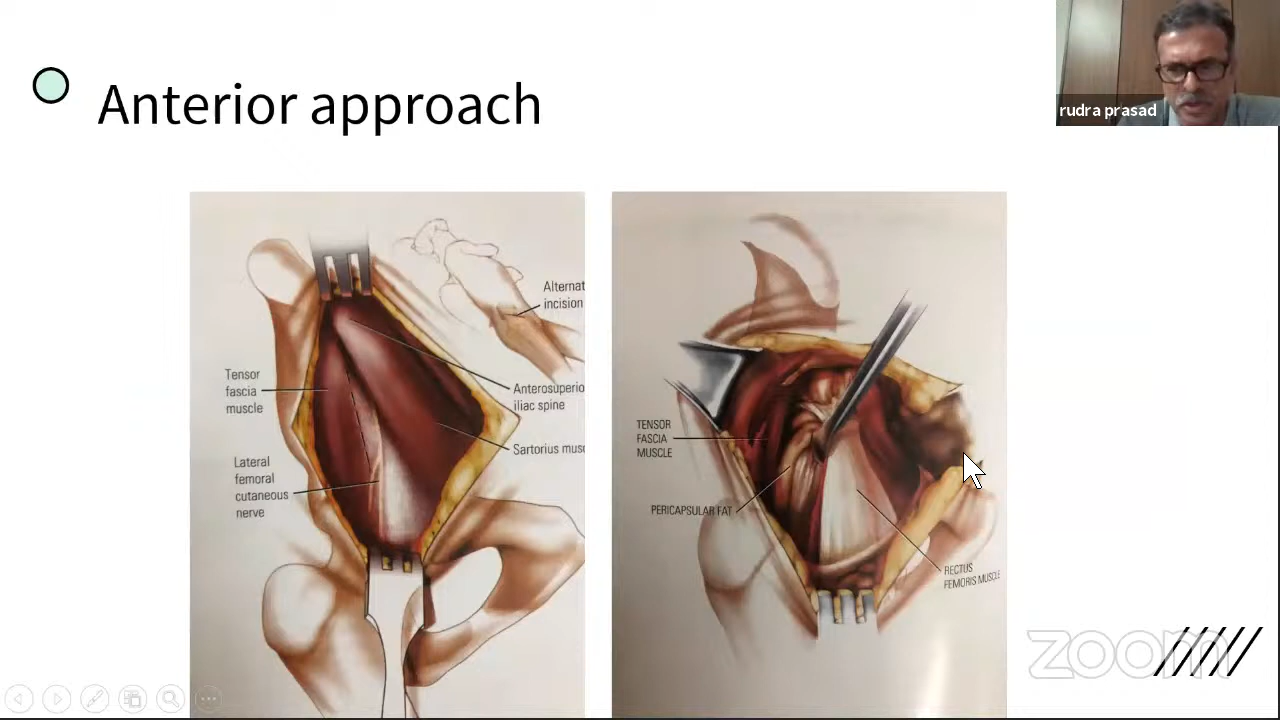 Anterior approach
rudra prasad
Alternat
incision
Tensor
fascia
muscle
Anterosuperio
iliac spine
Sartorius musc
Lateral
femoral
cutaneous
nerve
TENSOR
FASCIA
MUSCLE
PERICAPSULAR FAT
RECTUS
FEMORIS MUSCLE
zoom